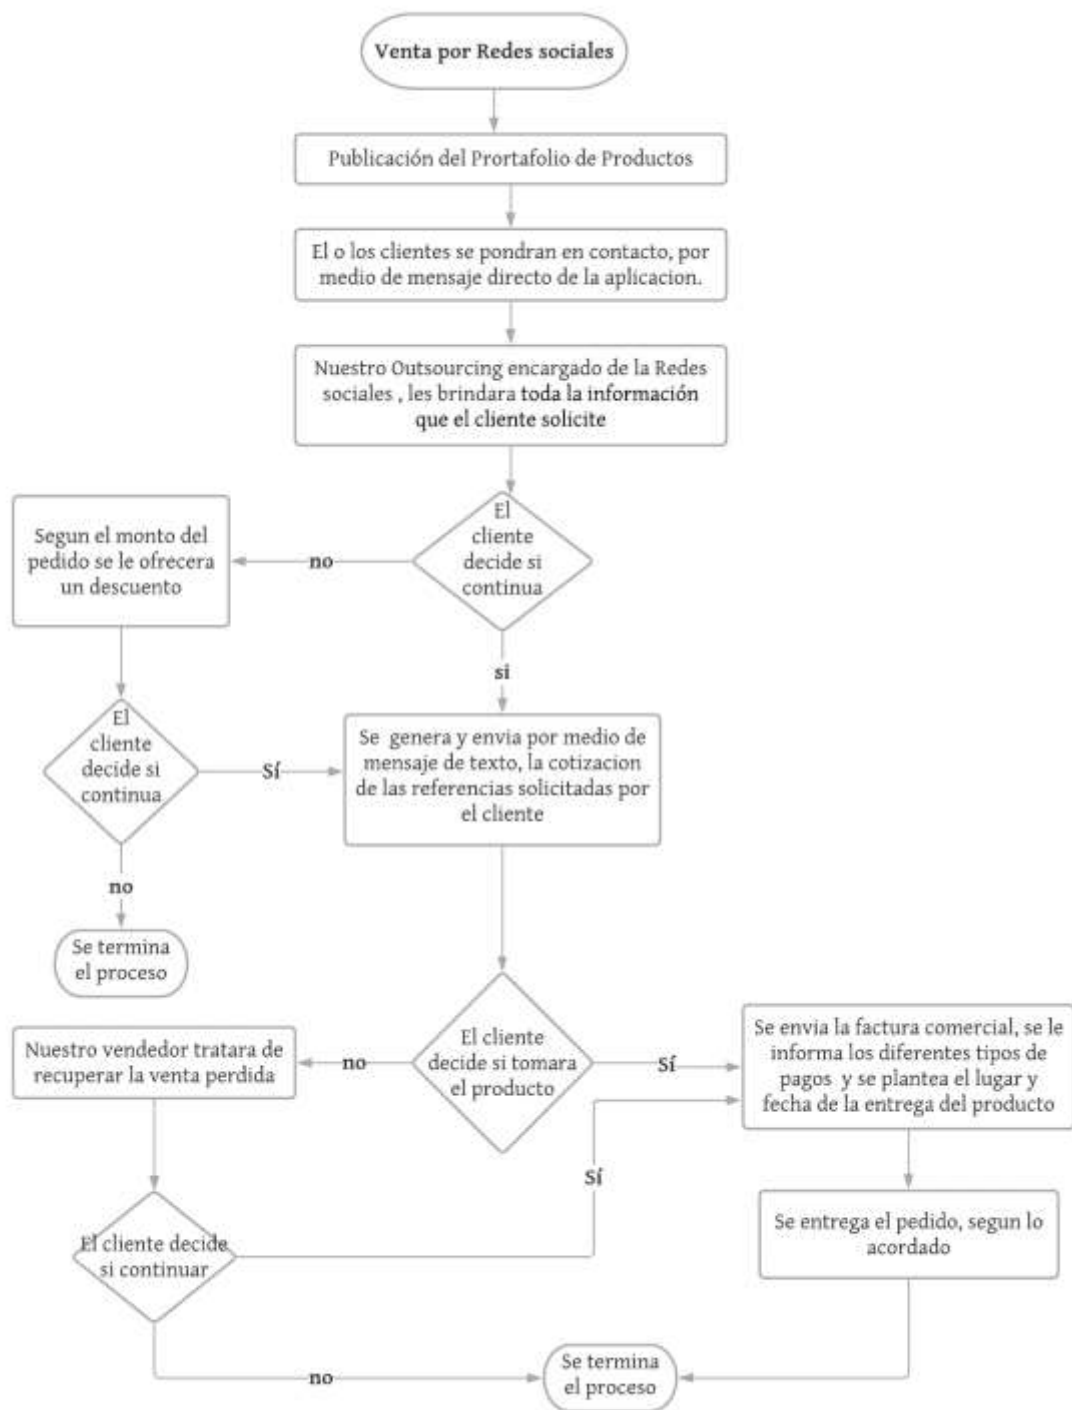 Venta por Redes sociales
Publicación del Prortafolio de Productos
El o los clientes se pondran en contacto, por
medio de mensaje directo de la aplicacion.
Nuestro Outsourcing encargado de la Redes
sociales , les brindara toda la información
que el cliente solicite
El
cliente
decide si
continua
no
Segun el monto del
pedido se le ofrecera
un descuento
si
El
cliente
decide si
continua
Sí
Se genera y envia por medio de
mensaje de texto, la cotizacion
de las referencias solicitadas por
el cliente
no
Se termina
el proceso
El cliente
decide si tomara
el producto
no
Nuestro vendedor tratara de
recuperar la venta perdida
Sí
Se envia la factura comercial, se le
informa los diferentes tipos de
pagos y se plantea el lugar y
fecha de la entrega del producto
El cliente decide
si continuar
Sí
Se entrega el pedido, segun lo
acordado
no
Se termina
el proceso